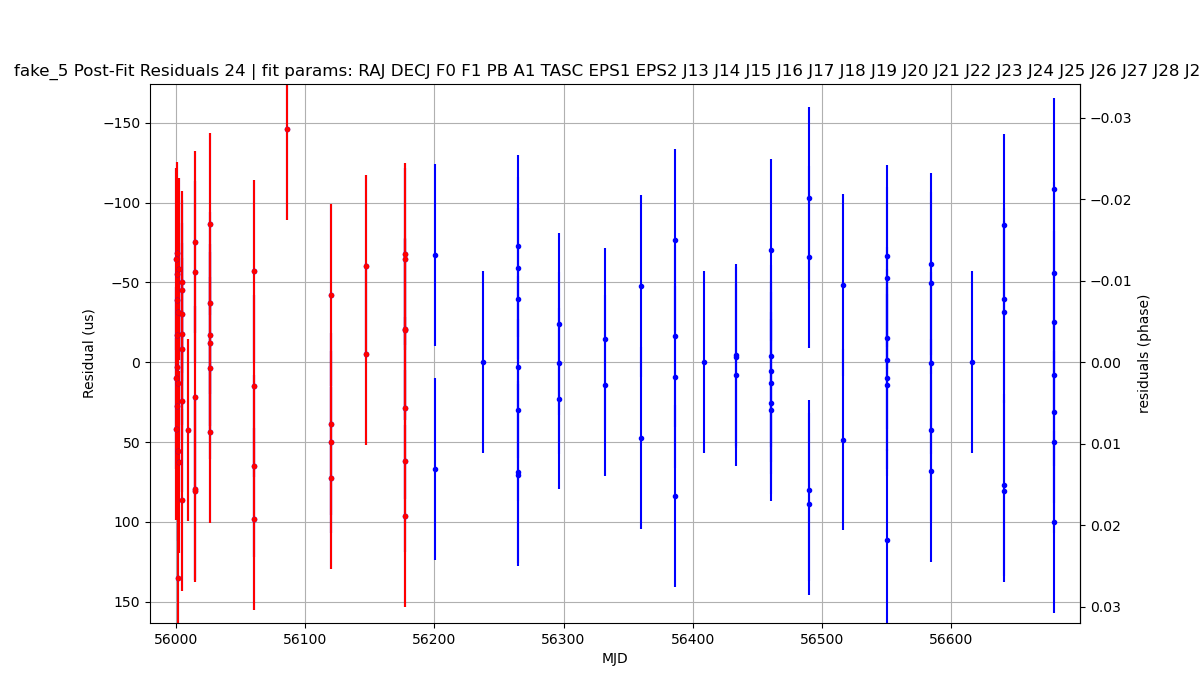 fake_5 Post-Fit Residuals 24 | fit params: RAJ DECJ F0 F1 PB A1 TASC EPS1 EPS2 J13 J14 J15 J16 J17 J18 J19 J20 J21 J22 J23 J24 J25 J26 J27 J28 J2
−150
−100
−50
0
50
100
150
Residual (us)
−0.03
−0.02
−0.01
0.00
0.01
0.02
0.03
residuals (phase)
56000 56100 56200 56300 56400 56500 56600
MJD